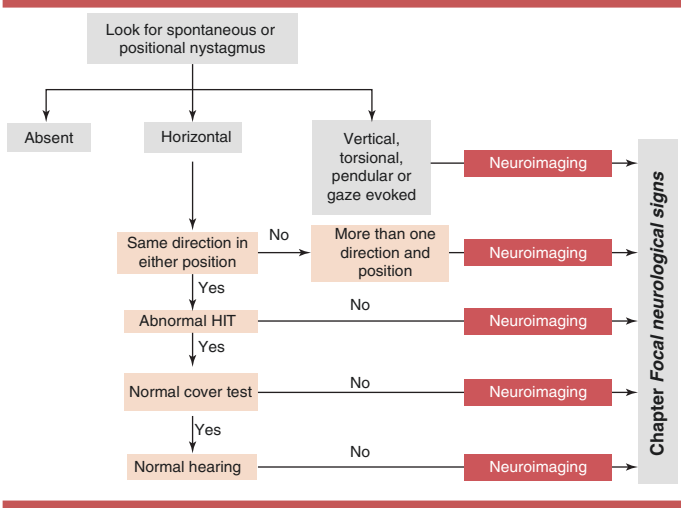 Look for spontaneous or
positional nystagmus
Absent
Horizontal
Vertical,
torsional,
pendular or
gaze evoked
Neuroimaging
Same direction in
either position
No
More than one
direction and
position
Neuroimaging
Yes
Abnormal HIT
No
Neuroimaging
Yes
Normal cover test
No
Neuroimaging
Yes
Normal hearing
No
Neuroimaging
Chapter Focal neurological signs